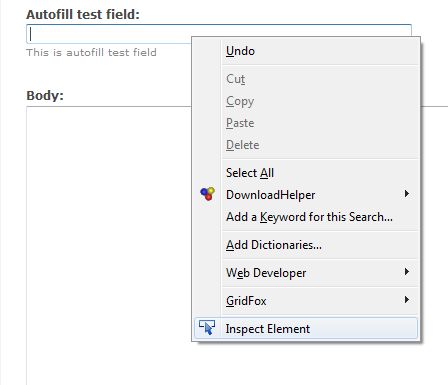 Autofill test field:
This is autofill test field
Body:
Undo
Cut
Copy
Paste
Delete
Select All
DownloadHelper
Add a Keyword for this Search...
Add Dictionaries...
Web Developer
GridFox
Inspect Element